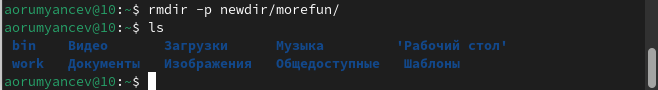 aorumyancev@10:~$ rmdir -p newdir/morefun/
aorumyancev@10:~$ ls
bin Видео Загрузки Музыка 'Рабочий стол'
work Документы Изображения Общедоступные Шаблоны
aorumyancev@10:~$